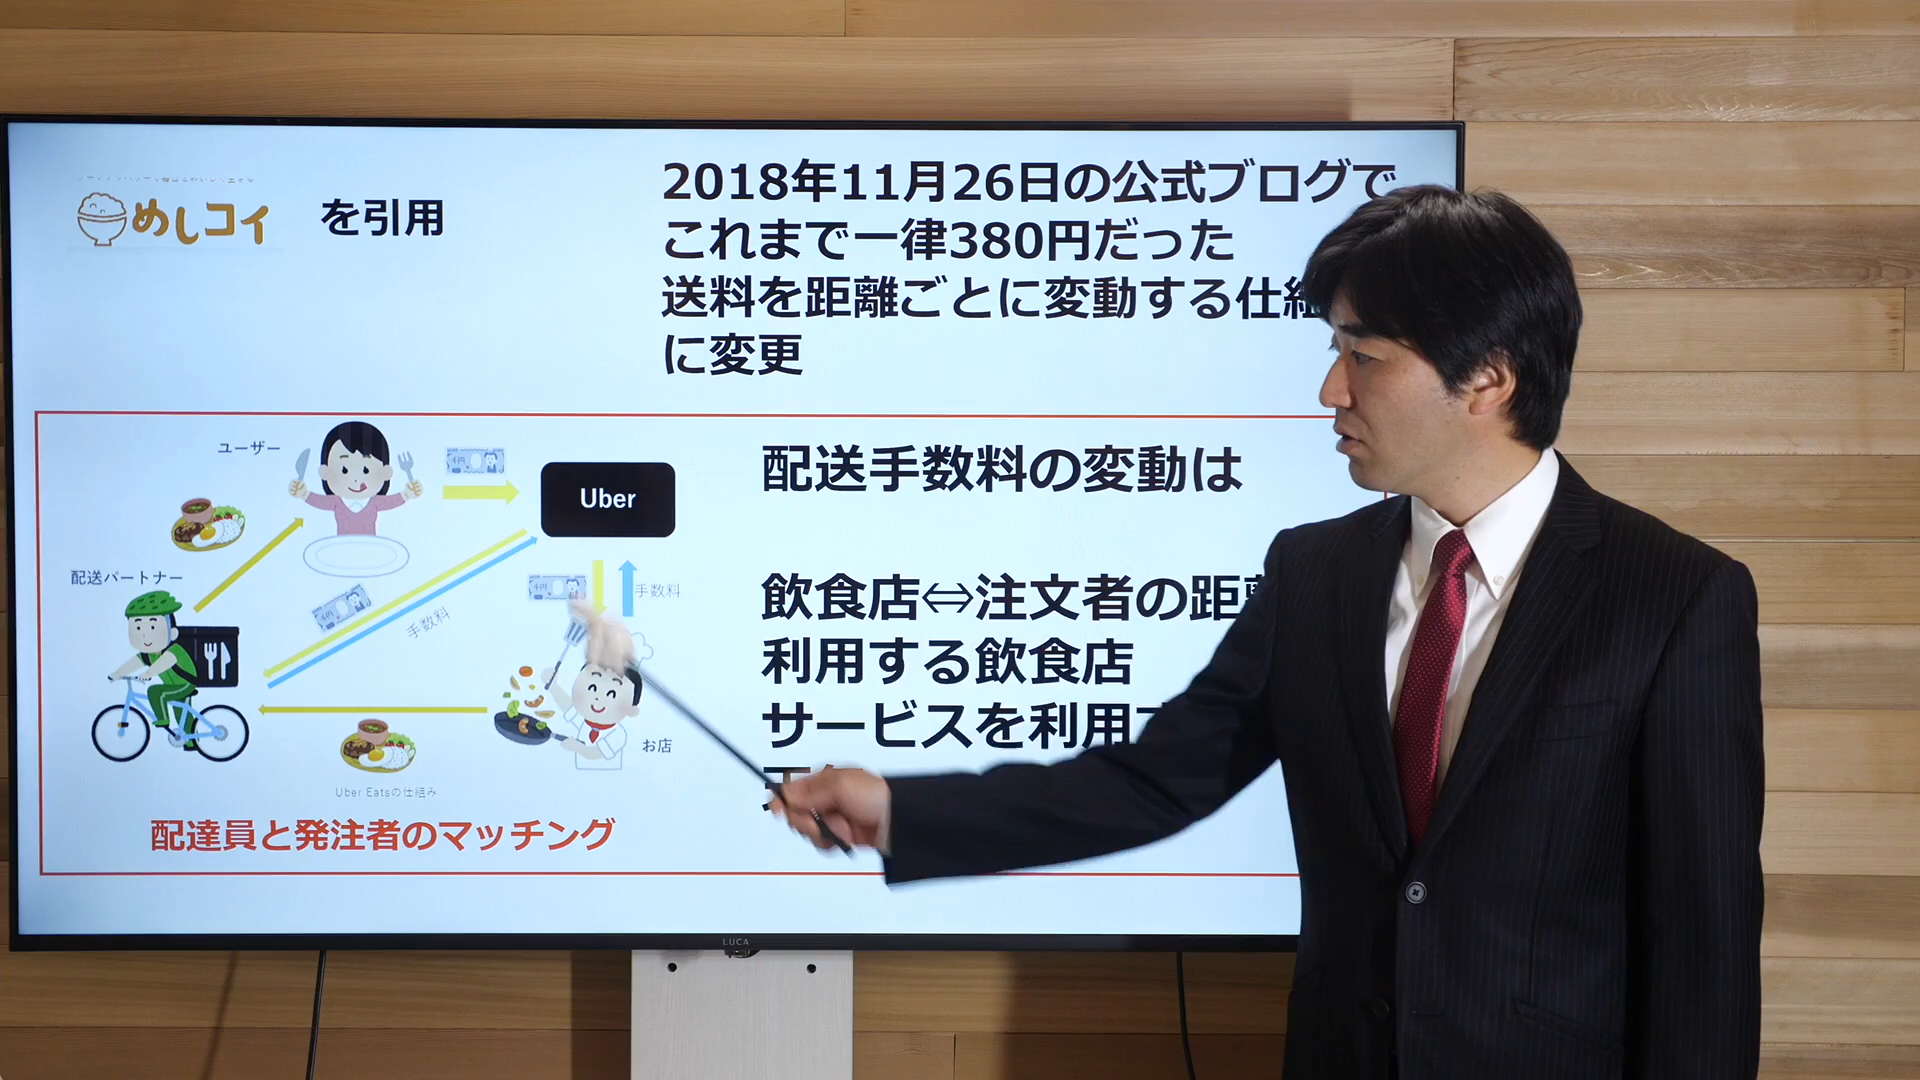 めしコイ を引用
2018年11月26日の公式ブログで
これまで一律380円だった
送料を距離ごとに変動する仕組
に変更
ユーザー
Uber
配送パートナー
手数料
手数料
お店
Uber Eatsの仕組み
配達員と発注者のマッチング
配送手数料の変動は
飲食店⇔注文者の距離
利用する飲食店
サービスを利用
LUCA